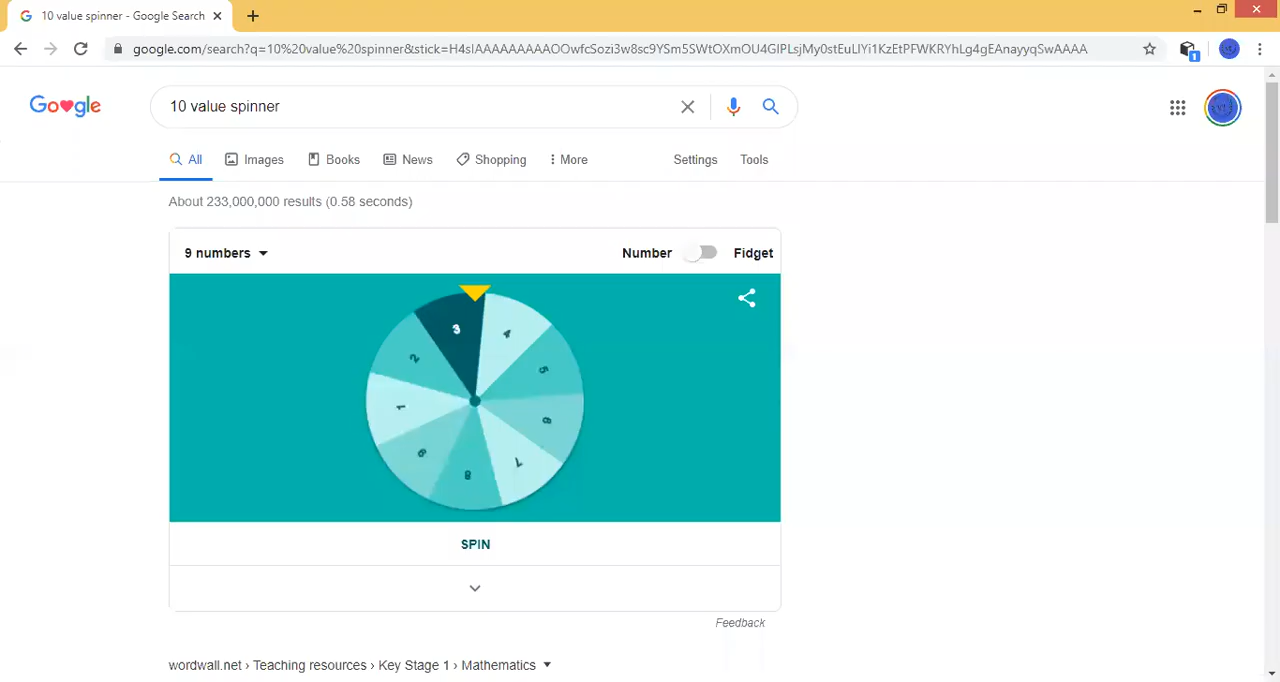 10 value spinner - Google Search
google.com/search?q=10%20value%20spinner&stick=H4sIAAAAAAAAAOOwfcSozi3w8sc9YSm5SWtOXmOU4GIPLsjMy0stEuLlYi1KzEtPFWKRYhLg4gEAnayyqSwAAAA
1
Google
10 value spinner
All Images Books News Shopping More Settings Tools
About 233,000,000 results (0.58 seconds)
9 numbers Number Fidget
3
4
2
5
1
6
9
7
8
SPIN
Feedback
wordwall.net › Teaching resources › Key Stage 1 › Mathematics